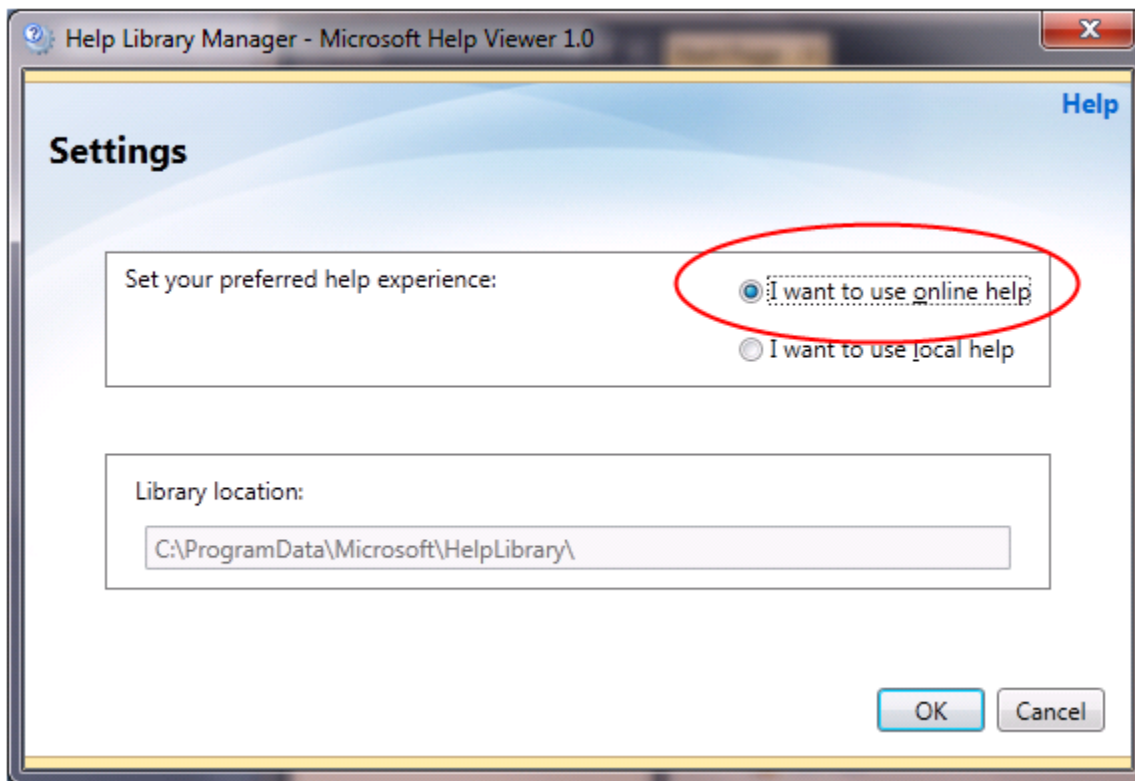 Help Library Manager - Microsoft Help Viewer 1.0
Help
Settings
Set your preferred help experience:
I want to use online help
I want to use local help
Library location:
C:\ProgramData\Microsoft\HelpLibrary\
OK
Cancel